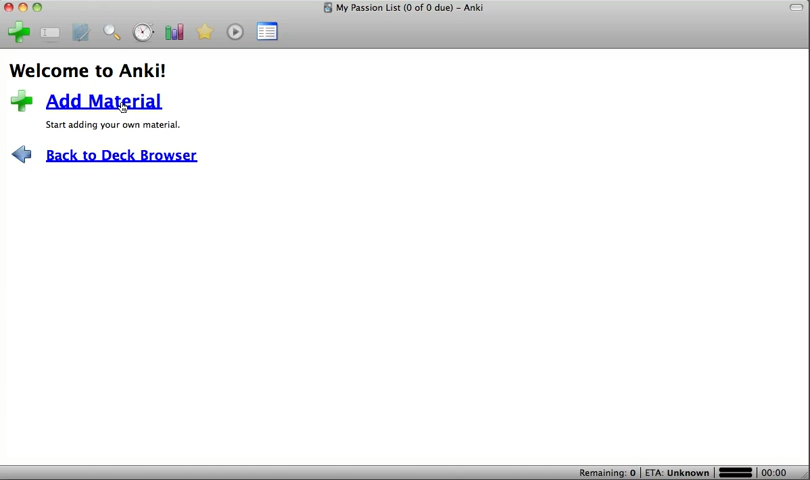 My Passion List (0 of 0 due) – Anki
Welcome to Anki!
Add Material
Start adding your own material.
Back to Deck Browser
Remaining: 0 ETA: Unknown 00:00